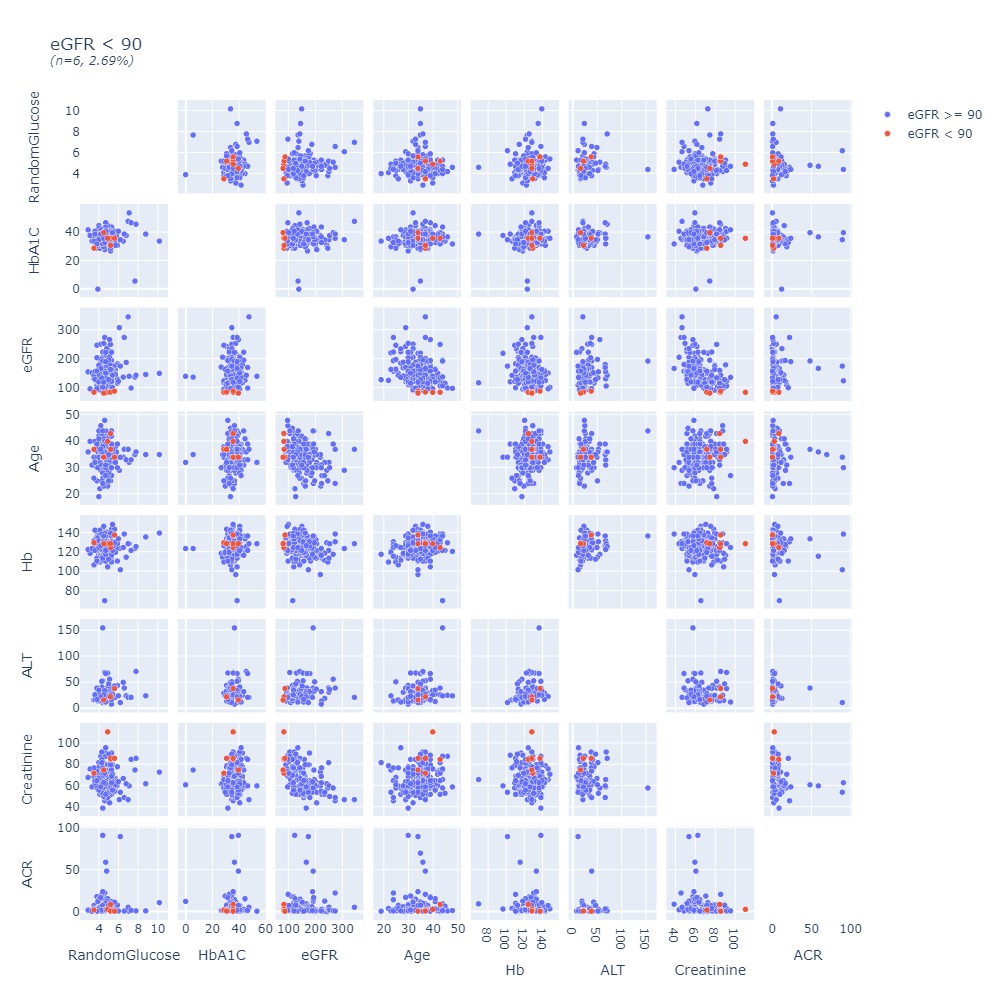 eGFR < 90
(n=6, 2.69%)
eGFR >= 90
eGFR < 90
RandomGlucose
10
8
6
4
HbA1C
40
20
0
eGFR
300
200
100
Age
50
40
30
20
Hb
140
120
100
80
ALT
150
100
50
0
Creatinine
100
80
60
40
ACR
100
50
0
4 6 8 10
0 20 40 60
100 200 300
20 30 40 50
80 100 120 140
0 50 100 150
40 60 80 100
0 50 100
RandomGlucose HbA1C eGFR Age Hb ALT Creatinine ACR